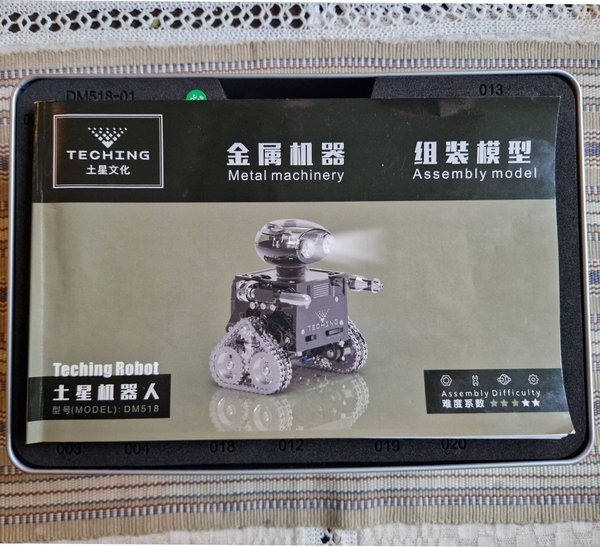 DM518-01
013
TECHING
土星文化
金属机器
Metal machinery
组装模型
Assembly model
TECHING
Teching Robot
土星机器人
型号(MODEL): DM518
Assembly Difficulty
难度系数 ★★★★★
003
004
018
012
019
020